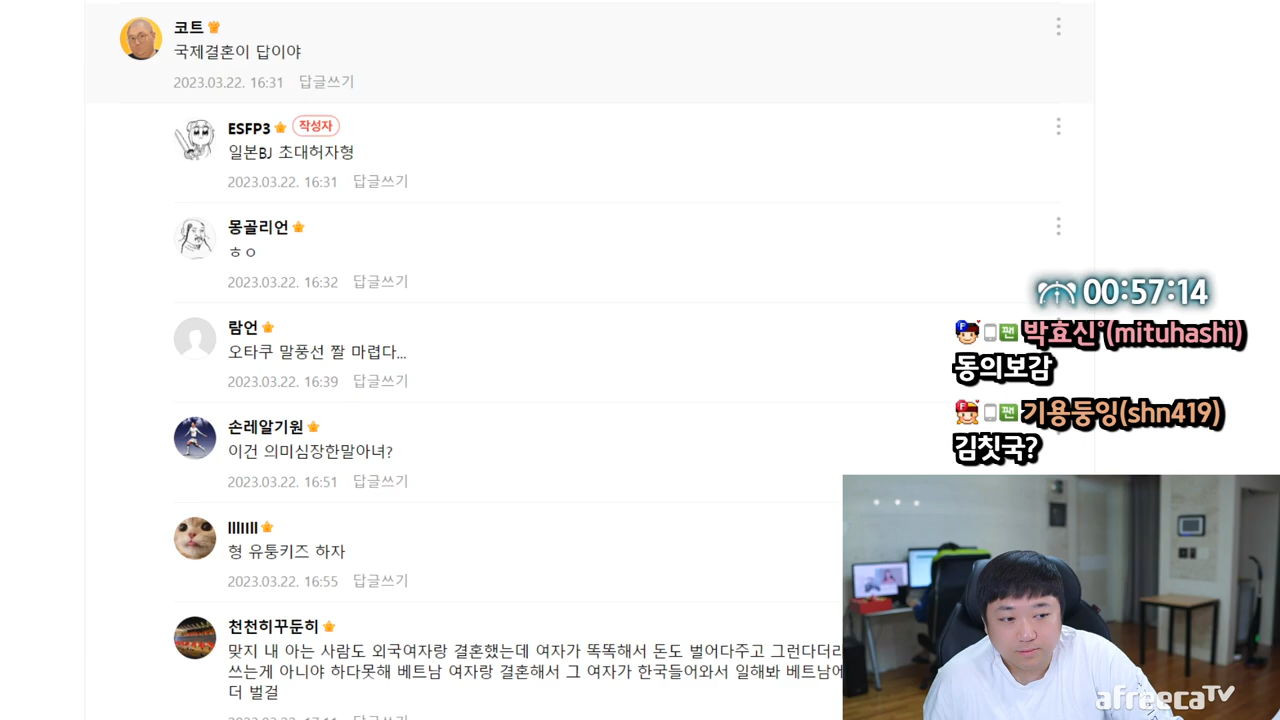 코트
국제결혼이 답이야
2023.03.22. 16:31 답글쓰기
ESFP3 작성자
일본BJ 초대허자형
2023.03.22. 16:31 답글쓰기
몽골리언
ㅎㅇ
2023.03.22. 16:32 답글쓰기
람언
오타쿠 말풍선 짤 마렵다...
2023.03.22. 16:39 답글쓰기
손레알기원
이건 의미심장한말아녀?
2023.03.22. 16:51 답글쓰기
형 유퉁키즈 하자
2023.03.22. 16:55 답글쓰기
천천히꾸둔히
맞지 내 아는 사람도 외국여자랑 결혼했는데 여자가 똑똑해서 돈도 벌어다주고 그런다더라
쓰는게 아니야 하다못해 베트남 여자랑 결혼해서 그 여자가 한국들어와서 일해봐 베트남에
더 벌걸
00:57:14
팬 박효신°(mituhashi)
동의보감
팬 기용둥잉(shn419)
김칫국?
afreecaTV